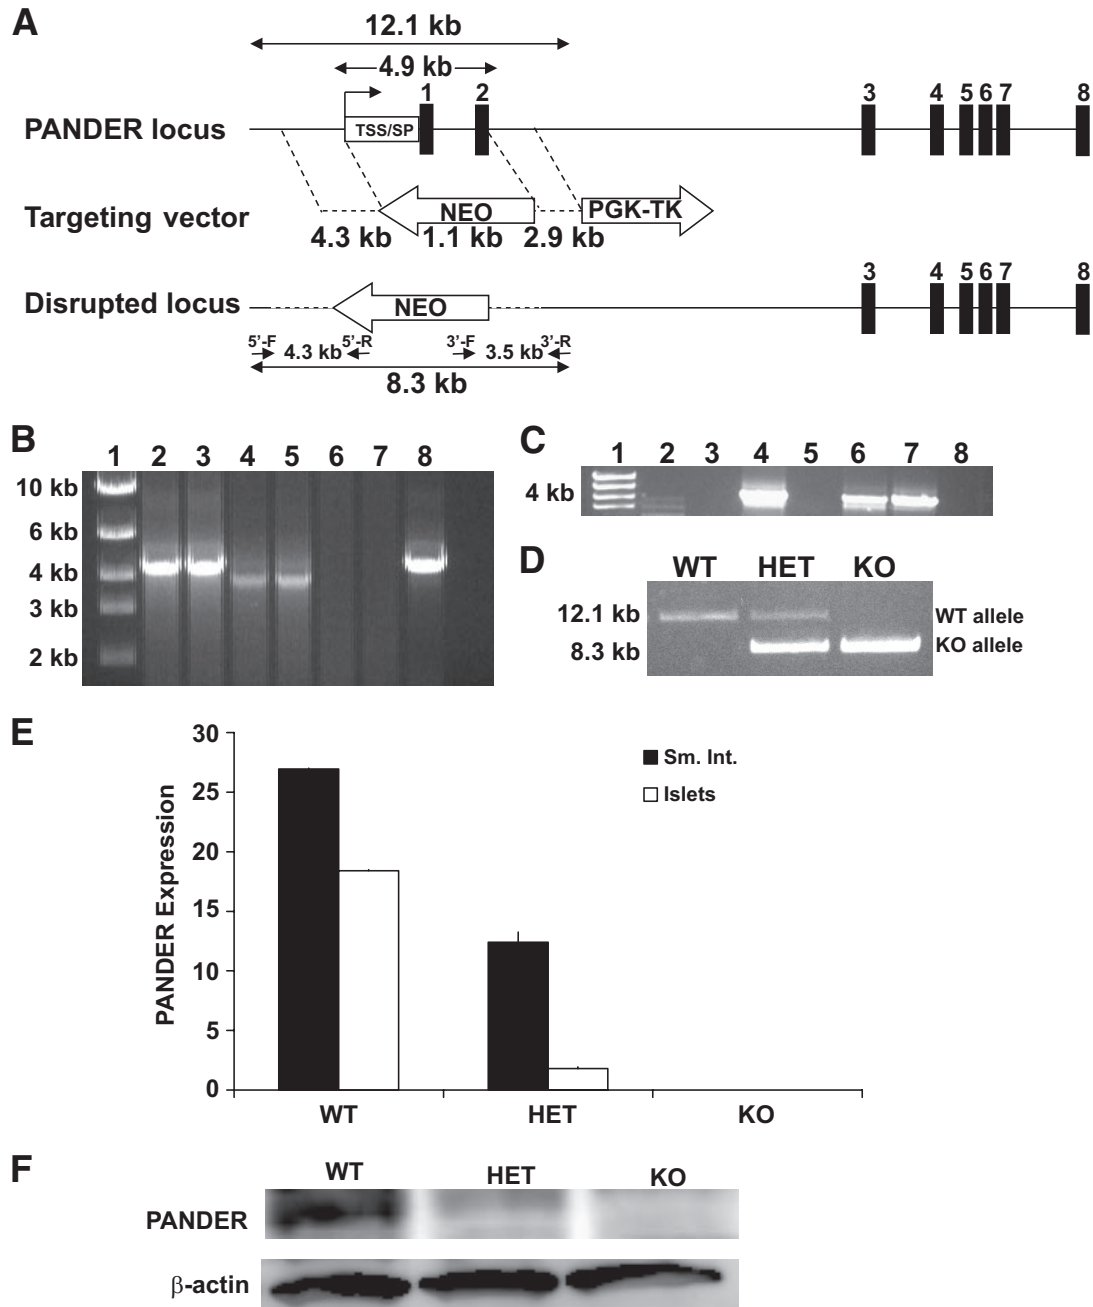 A
12.1 kb
4.9 kb
1 2 3 4 5 6 7 8
PANDER locus
TSS/SP
Targeting vector
NEO
PGK-TK
4.3 kb 1.1 kb 2.9 kb
3 4 5 6 7 8
Disrupted locus
NEO
5'-F 4.3 kb 5'-R 3'-F 3.5 kb 3'-R
8.3 kb
B
1 2 3 4 5 6 7 8
10 kb
6 kb
4 kb
3 kb
2 kb
C
1 2 3 4 5 6 7 8
4 kb
D
WT HET KO
12.1 kb WT allele
8.3 kb KO allele
E
30
25
20
15
10
5
0
PANDER Expression
Sm. Int.
Islets
WT HET KO
F
WT HET KO
PANDER
β-actin